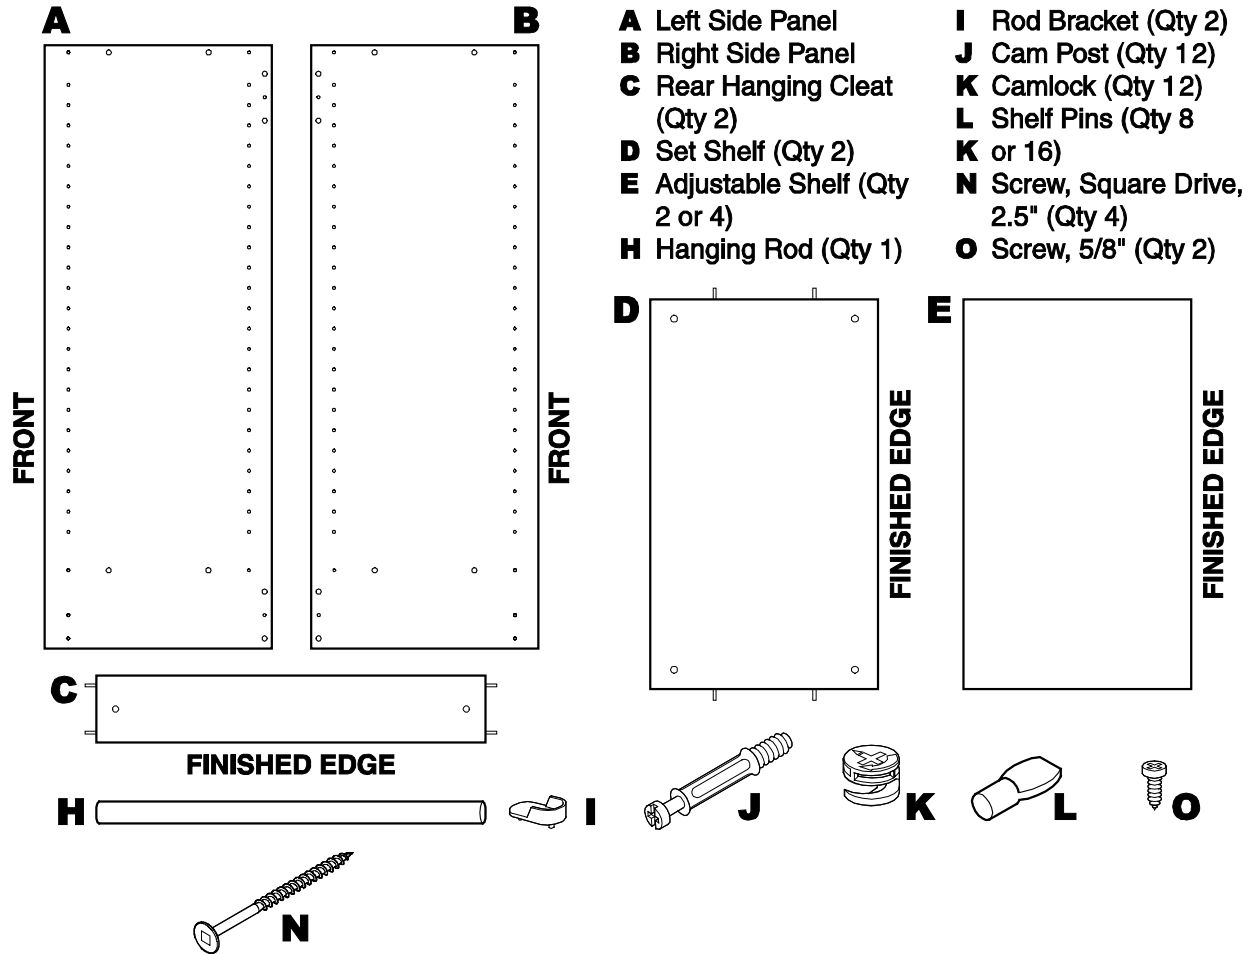 A
B
A Left Side Panel
B Right Side Panel
C Rear Hanging Cleat
(Qty 2)
D Set Shelf (Qty 2)
E Adjustable Shelf (Qty
2 or 4)
H Hanging Rod (Qty 1)
I Rod Bracket (Qty 2)
J Cam Post (Qty 12)
K Camlock (Qty 12)
L Shelf Pins (Qty 8
K or 16)
N Screw, Square Drive,
2.5" (Qty 4)
O Screw, 5/8" (Qty 2)
FRONT
FRONT
D
FINISHED EDGE
E
FINISHED EDGE
C
FINISHED EDGE
H
I
J
K
L
O
N